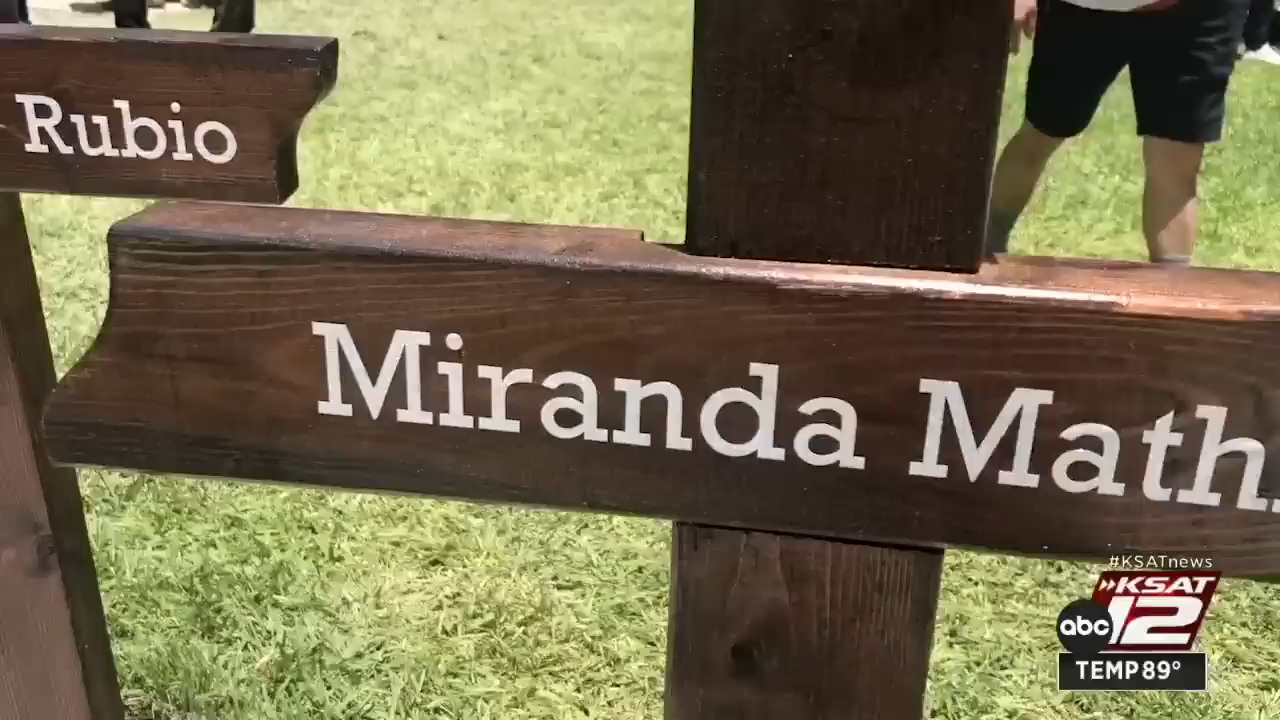 Rubio
Miranda Math
#KSATnews
KSAT
abc 12
TEMP 89°